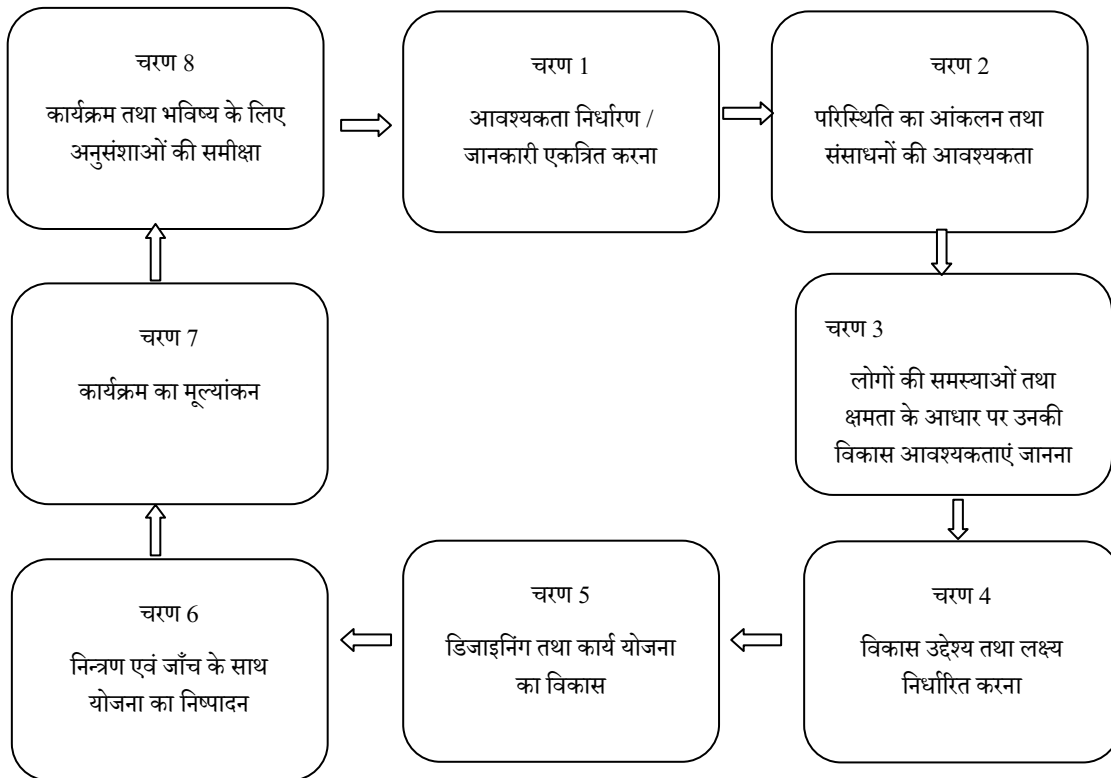 चरण 8
कार्यक्रम तथा भविष्य के लिए
अनुसंशाओं की समीक्षा
चरण 1
आवश्यकता निर्धारण /
जानकारी एकत्रित करना
चरण 2
परिस्थिति का आंकलन तथा
संसाधनों की आवश्यकता
चरण 7
कार्यक्रम का मूल्यांकन
चरण 3
लोगों की समस्याओं तथा
क्षमता के आधार पर उनकी
विकास आवश्यकताएं जानना
चरण 6
निन्त्रण एवं जाँच के साथ
योजना का निष्पादन
चरण 5
डिजाइनिंग तथा कार्य योजना
का विकास
चरण 4
विकास उद्देश्य तथा लक्ष्य
निर्धारित करना